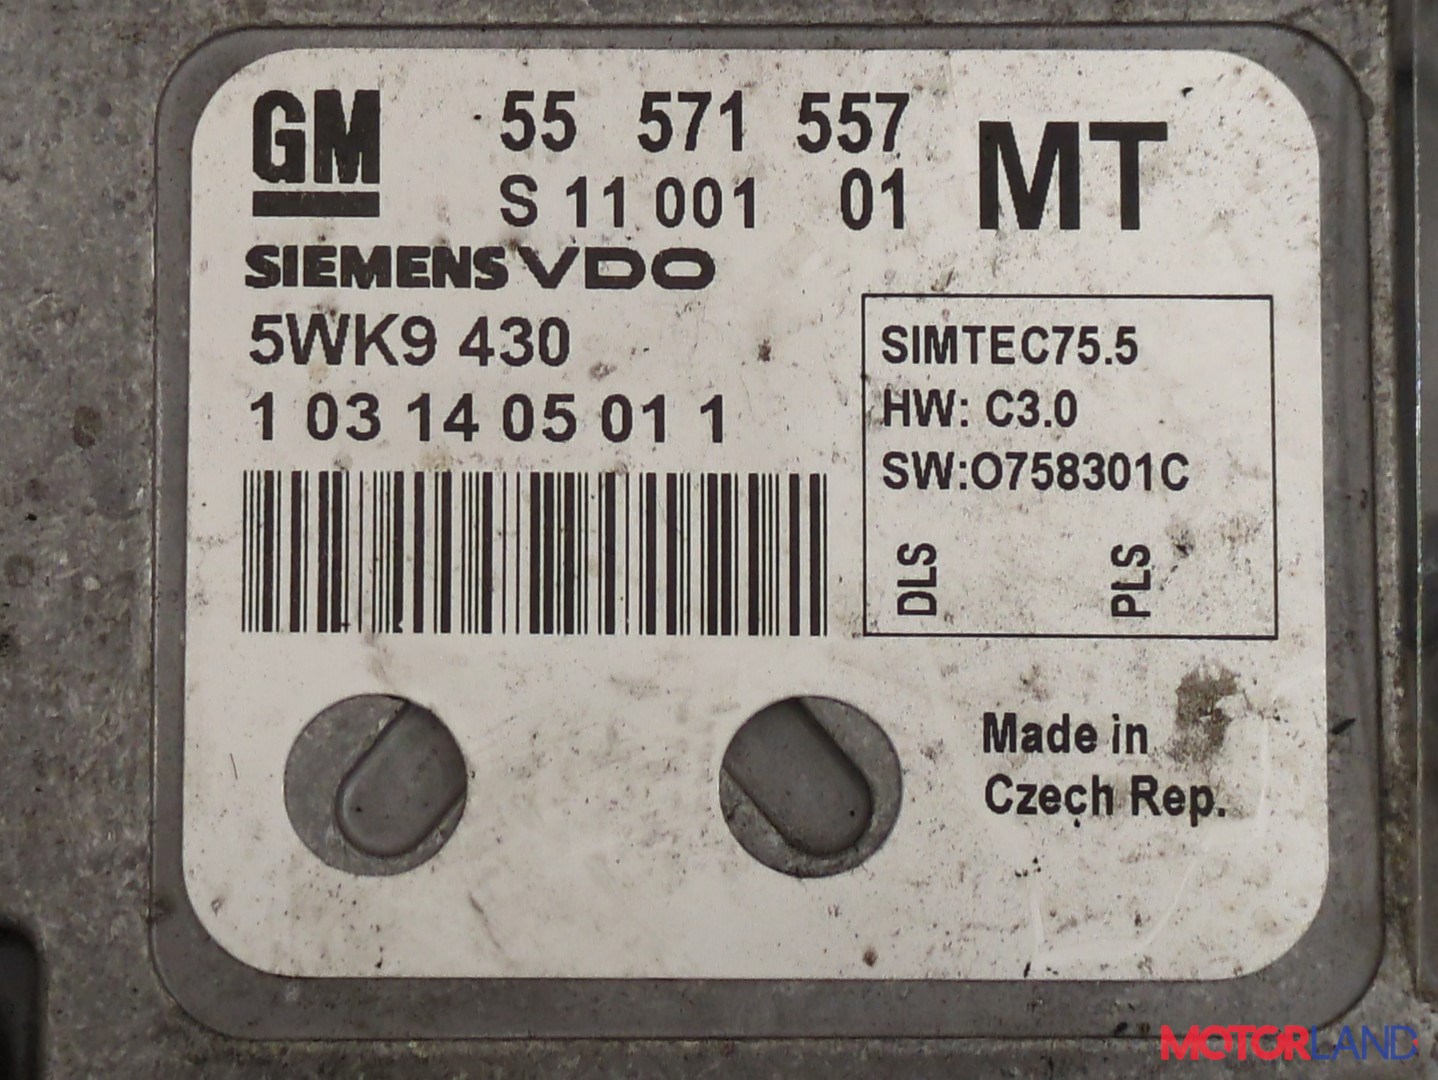 GM 55 571 557 MT
S 11 001 01
SIEMENS VDO
5WK9 430
1 03 14 05 01 1
SIMTEC75.5
HW: C3.0
SW:O758301C
DLS PLS
Made in
Czech Rep.
MOTORLAND